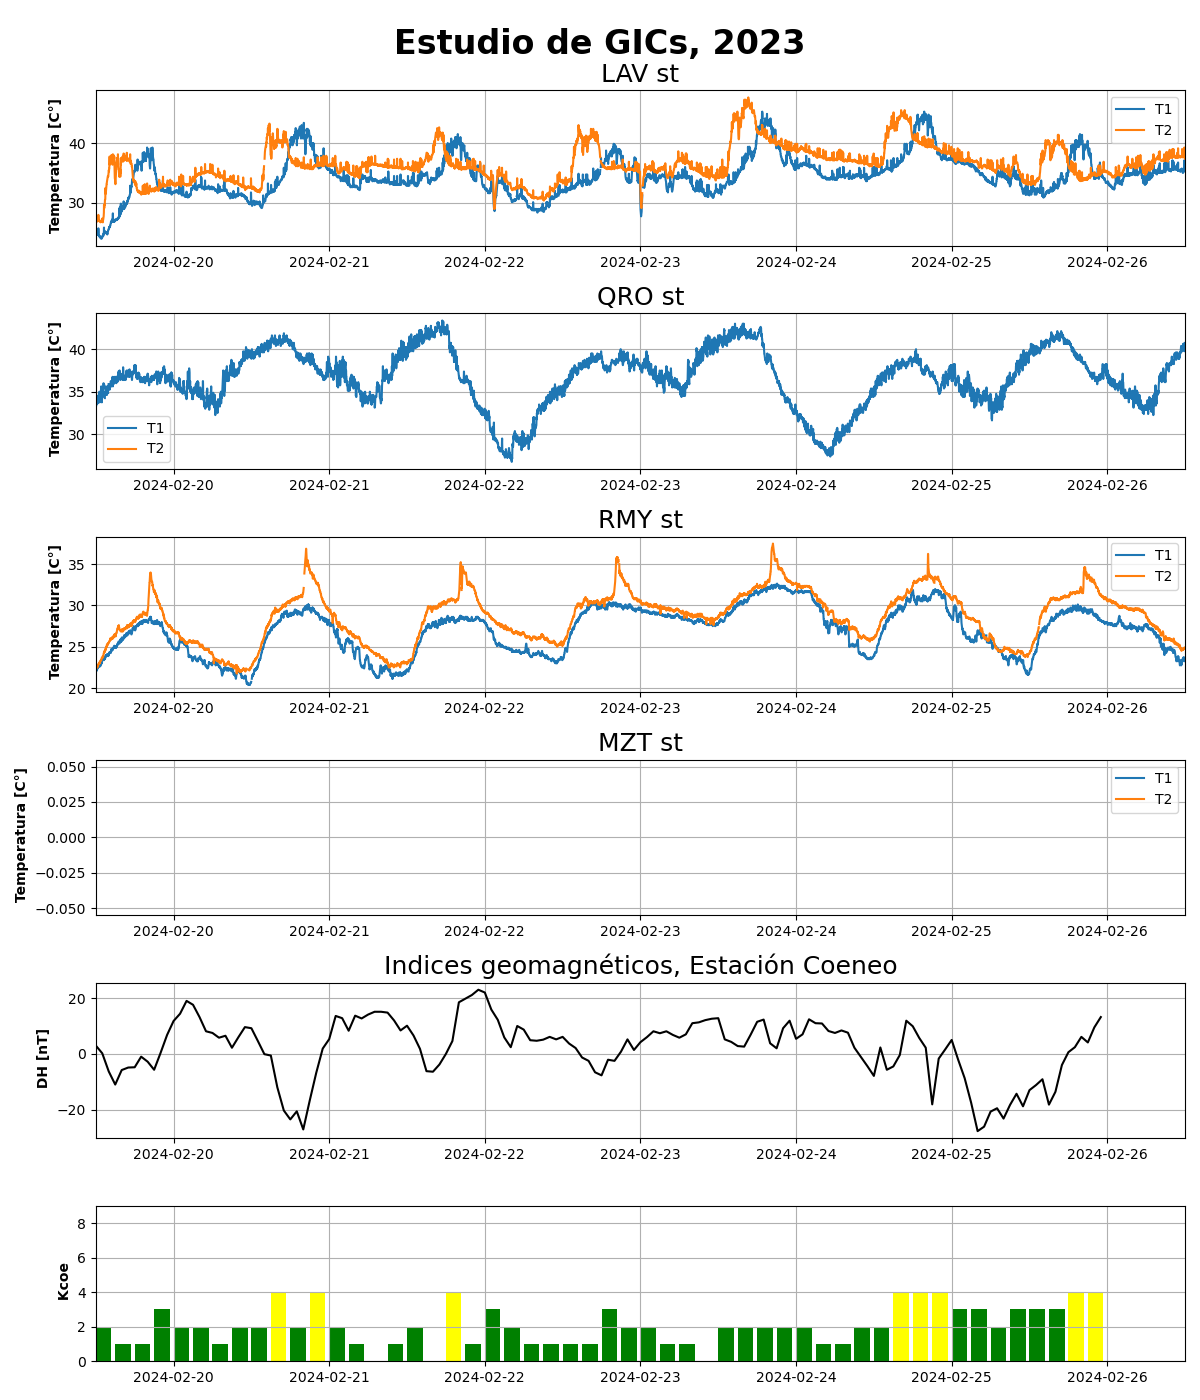 Estudio de GICs, 2023
LAV st
Temperatura [C°]
40
30
T1
T2
2024-02-20 2024-02-21 2024-02-22 2024-02-23 2024-02-24 2024-02-25 2024-02-26
QRO st
Temperatura [C°]
40
35
30
T1
T2
2024-02-20 2024-02-21 2024-02-22 2024-02-23 2024-02-24 2024-02-25 2024-02-26
RMY st
Temperatura [C°]
35
30
25
20
T1
T2
2024-02-20 2024-02-21 2024-02-22 2024-02-23 2024-02-24 2024-02-25 2024-02-26
MZT st
Temperatura [C°]
0.050
0.025
0.000
−0.025
−0.050
T1
T2
2024-02-20 2024-02-21 2024-02-22 2024-02-23 2024-02-24 2024-02-25 2024-02-26
Indices geomagnéticos, Estación Coeneo
DH [nT]
20
0
−20
2024-02-20 2024-02-21 2024-02-22 2024-02-23 2024-02-24 2024-02-25 2024-02-26
Kcoe
8
6
4
2
0
2024-02-20 2024-02-21 2024-02-22 2024-02-23 2024-02-24 2024-02-25 2024-02-26